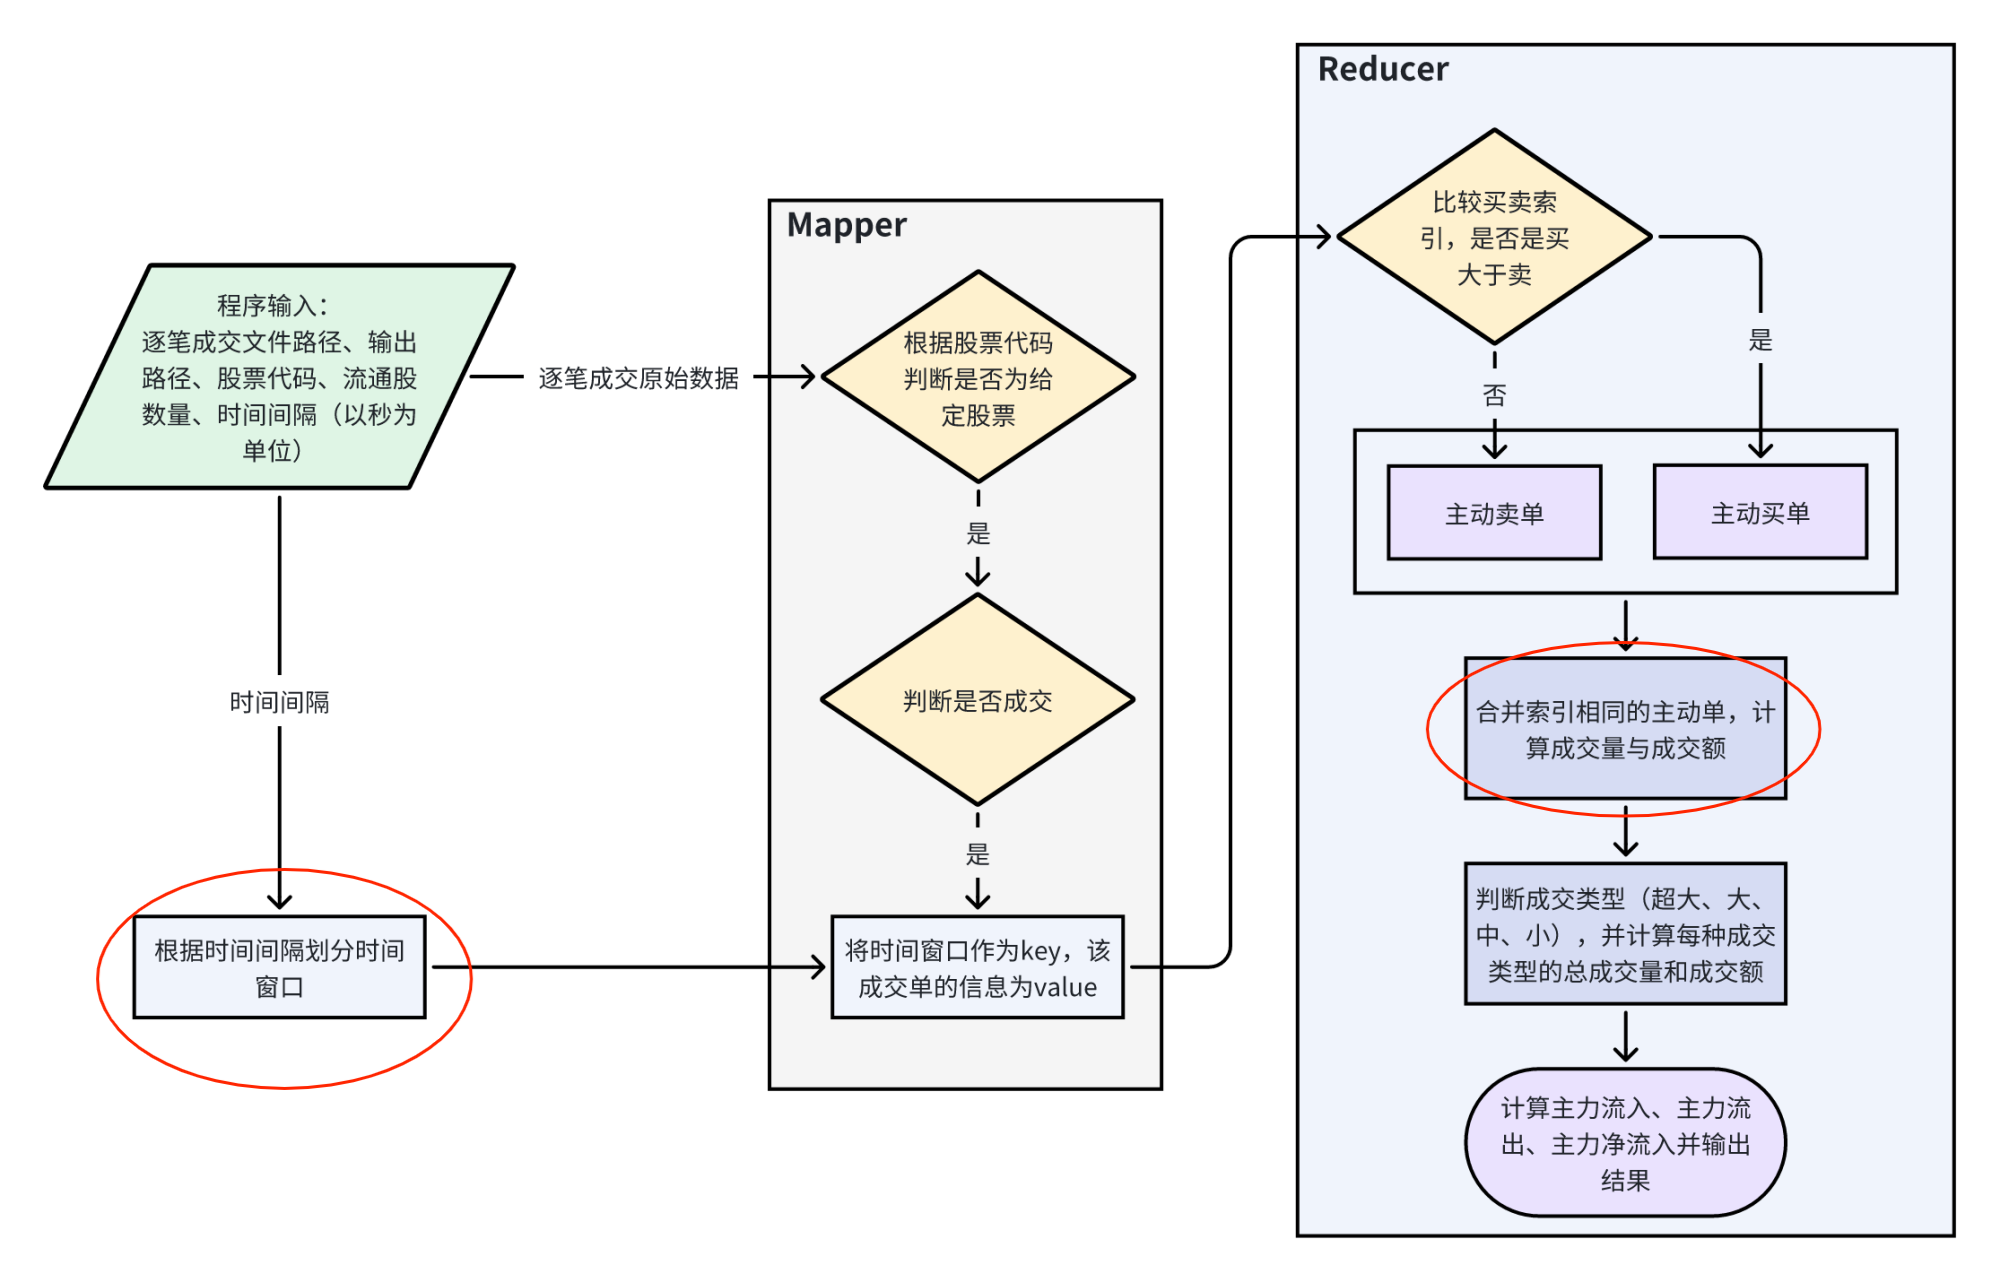 程序输入：
逐笔成交文件路径、输出
路径、股票代码、流通股
数量、时间间隔（以秒为
单位）
逐笔成交原始数据
时间间隔
根据时间间隔划分时间
窗口
Mapper
根据股票代码
判断是否为给
定股票
是
判断是否成交
是
将时间窗口作为key，该
成交单的信息为value
Reducer
比较买卖索
引，是否是买
大于卖
否
是
主动卖单
主动买单
合并索引相同的主动单，计
算成交量与成交额
判断成交类型（超大、大、
中、小），并计算每种成交
类型的总成交量和成交额
计算主力流入、主力流
出、主力净流入并输出
结果